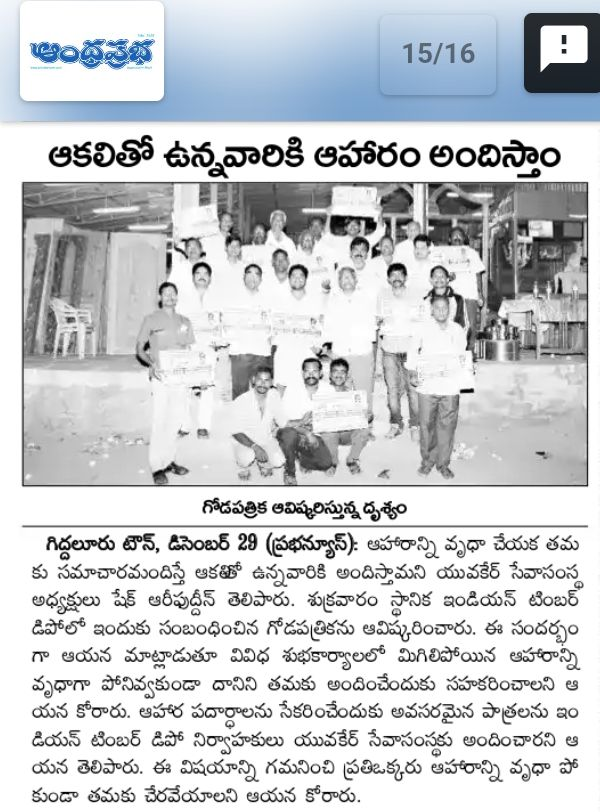 ఆంధ్రప్రభ
15/16
ఆకలితో ఉన్నవారికి ఆహారం అందిస్తాం
గోడపత్రిక ఆవిష్కరిస్తున్న దృశ్యం
గిద్దలూరు టౌన్, డిసెంబర్ 29 (ప్రభన్యూస్): ఆహారాన్ని వృధా చేయక తమ
కు సమాచారమందిస్తే ఆకలితో ఉన్నవారికి అందిస్తామని యువకేర్ సేవాసంస్థ
అధ్యక్షులు షేక్ ఆరీఫుద్దీన్ తెలిపారు. శుక్రవారం స్థానిక ఇండియన్ టింబర్
డిపోలో ఇందుకు సంబంధించిన గోడపత్రికను ఆవిష్కరించారు. ఈ సందర్భం
గా ఆయన మాట్లాడుతూ వివిధ శుభకార్యాలలో మిగిలిపోయిన ఆహారాన్ని
వృధాగా పోనివ్వకుండా దానిని తమకు అందించేందుకు సహకరించాలని ఆ
యన కోరారు. ఆహార పదార్ధాలను సేకరించేందుకు అవసరమైన పాత్రలను ఇం
డియన్ టింబర్ డిపో నిర్వాహకులు యువకేర్ సేవాసంస్థకు అందించారని ఆ
యన తెలిపారు. ఈ విషయాన్ని గమనించి ప్రతిఒక్కరు ఆహారాన్ని వృధా పో
కుండా తమకు చేరవేయాలని ఆయన కోరారు.